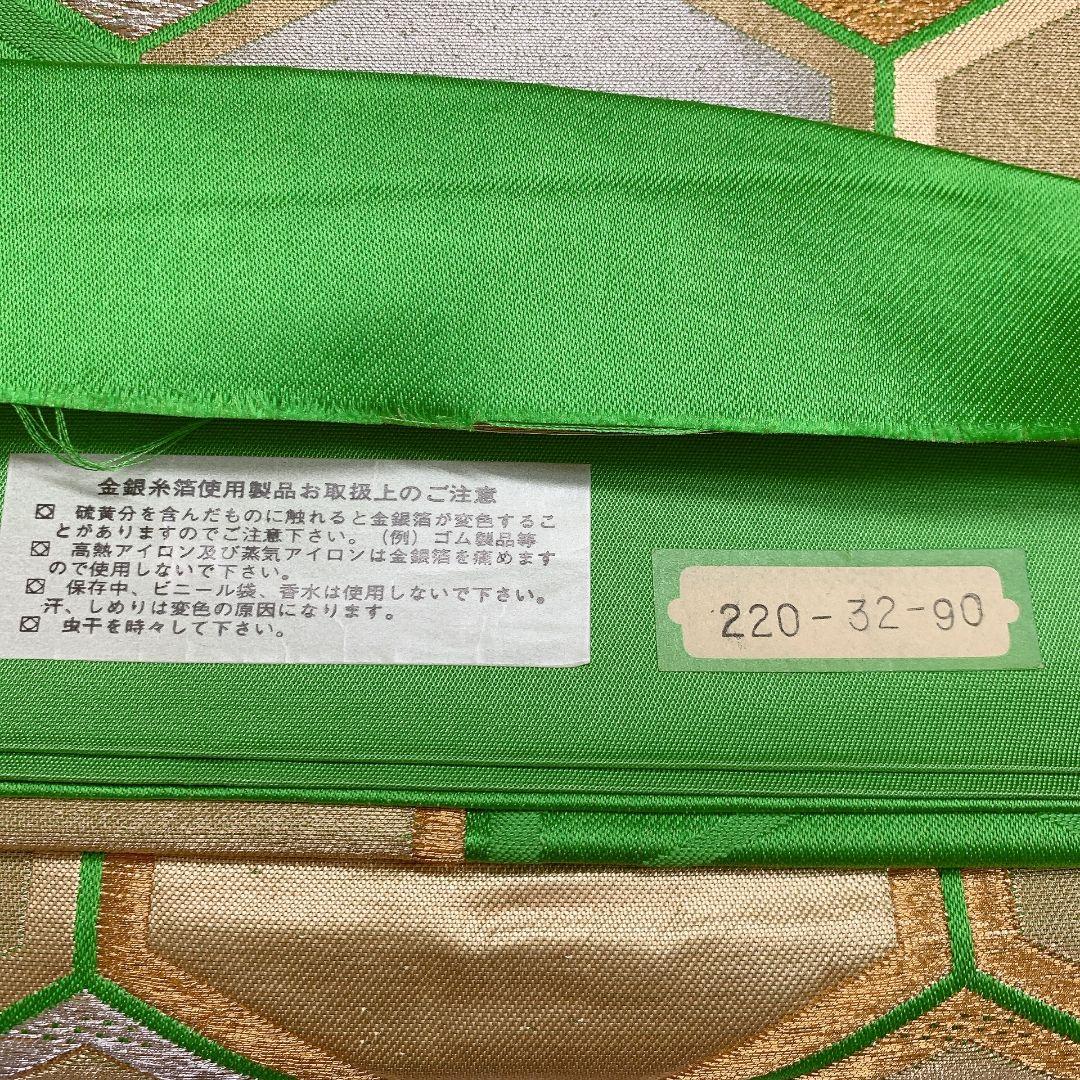 金銀糸箔使用製品お取扱上のご注意
☒ 硫黄分を含んだものに触れると金銀箔が変色するこ
とがありますのでご注意下さい。(例)ゴム製品等
☒ 高熱アイロン及び蒸気アイロンは金銀箔を痛めます
ので使用しないで下さい。
☒ 保存中、ビニール袋、香水は使用しないで下さい。
汗、しめりは変色の原因になります。
☒ 虫干を時々して下さい。
220-32-90